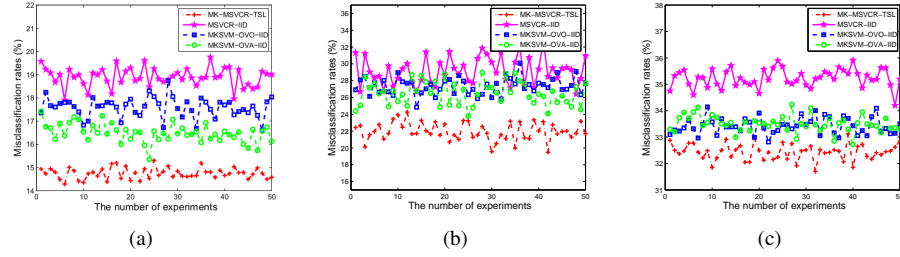 22
21
20
19
18
17
16
15
14
Misclassification rates (%)
0 10 20 30 40 50
The number of experiments
MK-MSVCR-TSL
MSVCR-IID
MKSVM-OVO-IID
MKSVM-OVA-IID
(a)
36
34
32
30
28
26
24
22
20
18
16
Misclassification rates (%)
0 10 20 30 40 50
The number of experiments
MK-MSVCR-TSL
MSVCR-IID
MKSVM-OVO-IID
MKSVM-OVA-IID
(b)
38
37
36
35
34
33
32
31
Misclassification rates (%)
0 10 20 30 40 50
The number of experiments
MK-MSVCR-TSL
MSVCR-IID
MKSVM-OVO-IID
MKSVM-OVA-IID
(c)